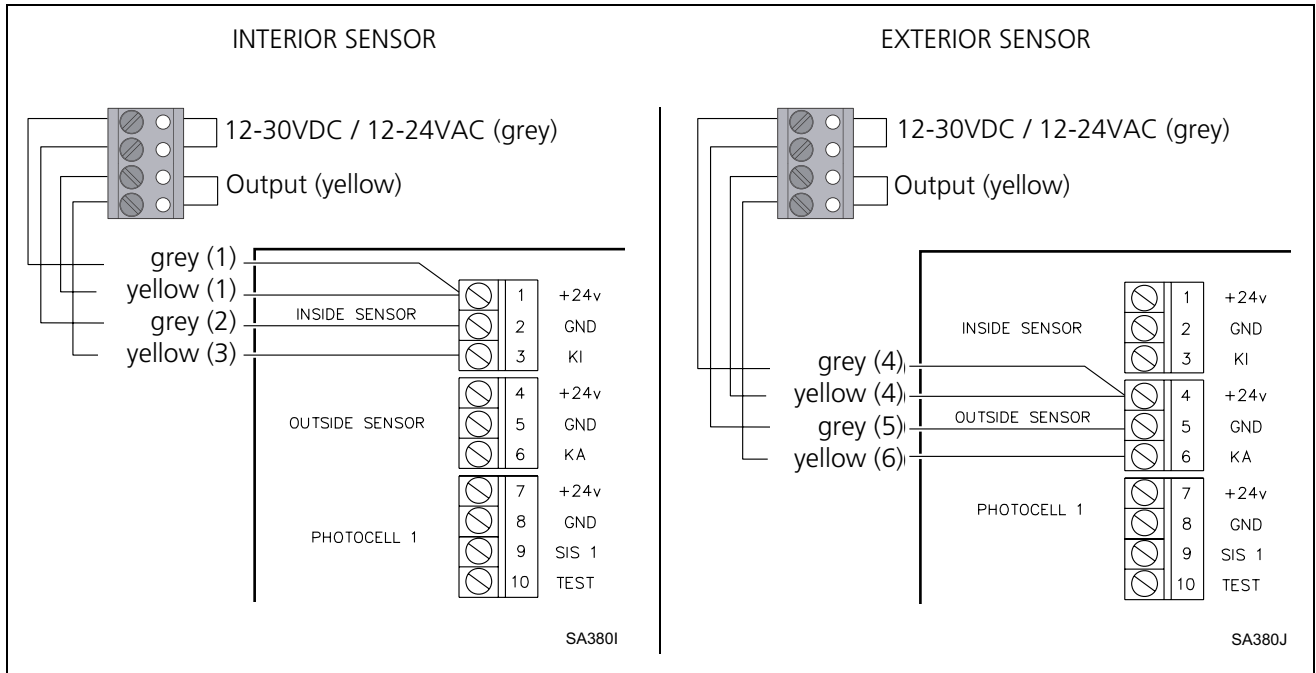 INTERIOR SENSOR
12-30VDC / 12-24VAC (grey)
Output (yellow)
grey (1)
yellow (1)
grey (2)
yellow (3)
INSIDE SENSOR
1 +24v
2 GND
3 KI
OUTSIDE SENSOR
4 +24v
5 GND
6 KA
PHOTOCELL 1
7 +24v
8 GND
9 SIS 1
10 TEST
SA380I
EXTERIOR SENSOR
12-30VDC / 12-24VAC (grey)
Output (yellow)
INSIDE SENSOR
1 +24v
2 GND
3 KI
grey (4)
yellow (4)
grey (5)
yellow (6)
OUTSIDE SENSOR
4 +24v
5 GND
6 KA
PHOTOCELL 1
7 +24v
8 GND
9 SIS 1
10 TEST
SA380J